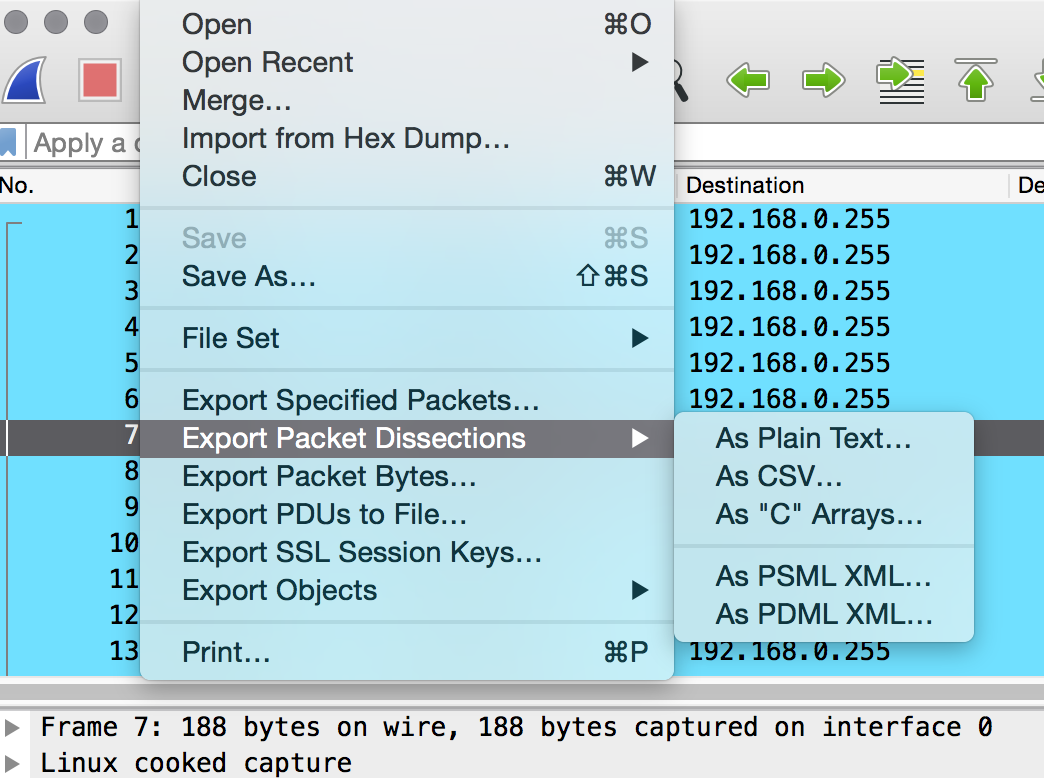 Open ⌘O
Open Recent ▶
Merge...
Import from Hex Dump...
Close ⌘W
Save ⌘S
Save As... ⇧⌘S
File Set ▶
Export Specified Packets...
Export Packet Dissections ▶
Export Packet Bytes...
Export PDUs to File...
Export SSL Session Keys...
Export Objects ▶
Print... ⌘P
As Plain Text...
As CSV...
As "C" Arrays...
As PSML XML...
As PDML XML...
Apply a
No. Destination De
1 192.168.0.255
2 192.168.0.255
3 192.168.0.255
4 192.168.0.255
5 192.168.0.255
6 192.168.0.255
7
8
9
10
11
12
13 192.168.0.255
Frame 7: 188 bytes on wire, 188 bytes captured on interface 0
Linux cooked capture